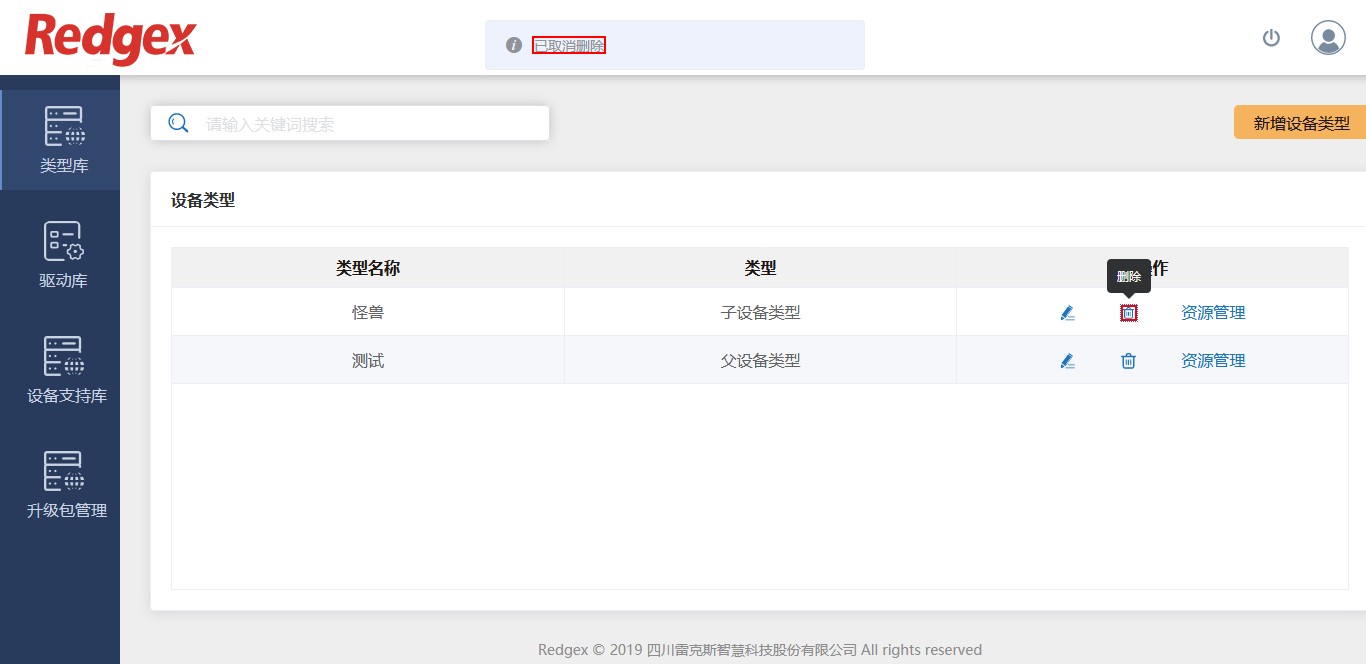 Redgex
已取消删除
请输入关键词搜索
新增设备类型
类型库
驱动库
设备支持库
升级包管理
设备类型
类型名称 类型 作
删除
怪兽 子设备类型 资源管理
测试 父设备类型 资源管理
Redgex © 2019 四川雷克斯智慧科技股份有限公司 All rights reserved